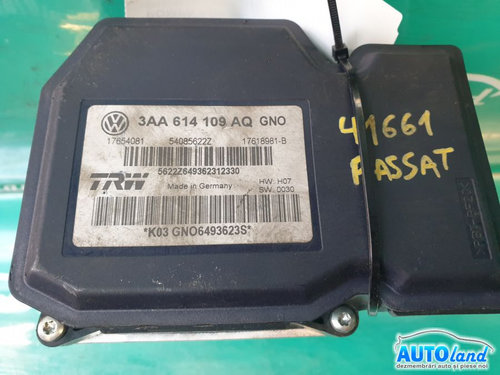 3AA 614 109 AQ GNO
17654081 54085622Z 17618981-B
5622Z649362312330
TRW
Made in Germany
HW: H07
SW: 0030
*K03 GNO6493623S*
41661
PASSAT
Autoland
dezmembrări auto și piese noi